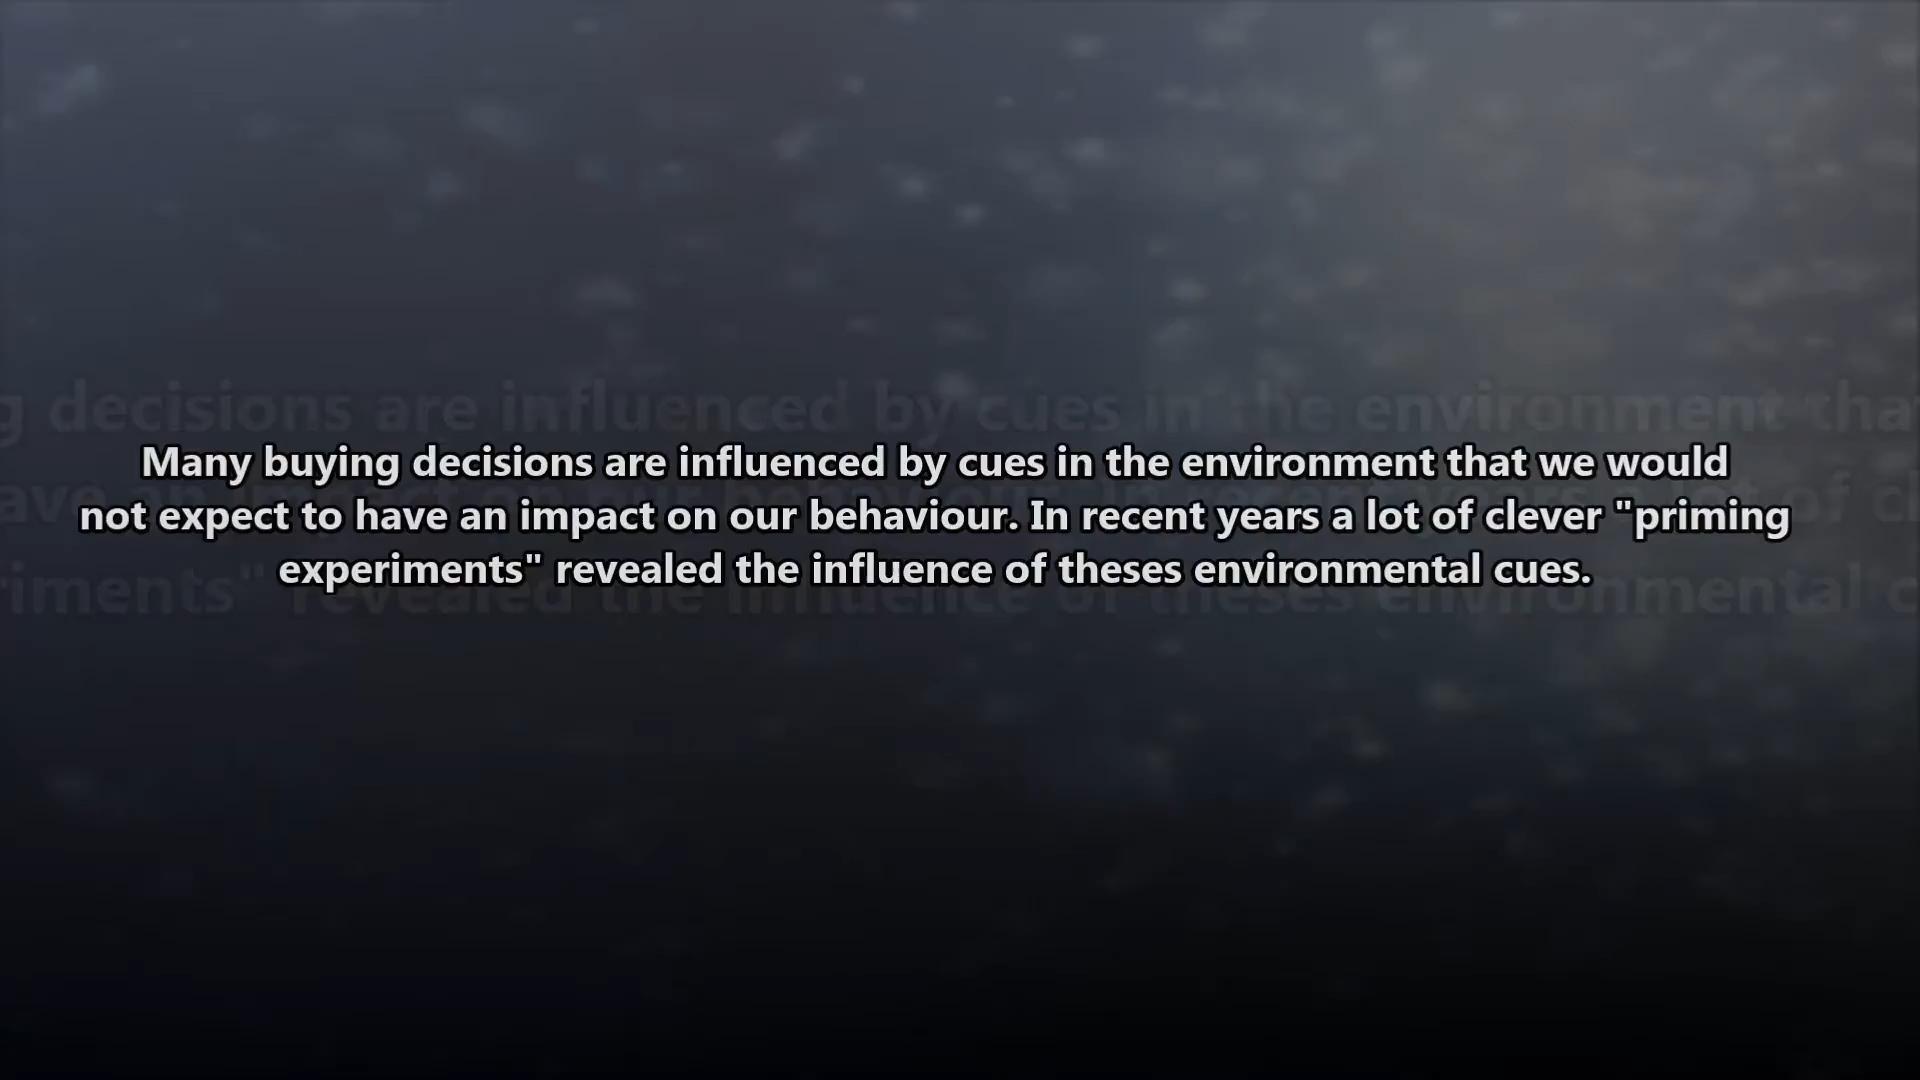 Many buying decisions are influenced by cues in the environment that we would
not expect to have an impact on our behaviour. In recent years a lot of clever "priming
experiments" revealed the influence of theses environmental cues.